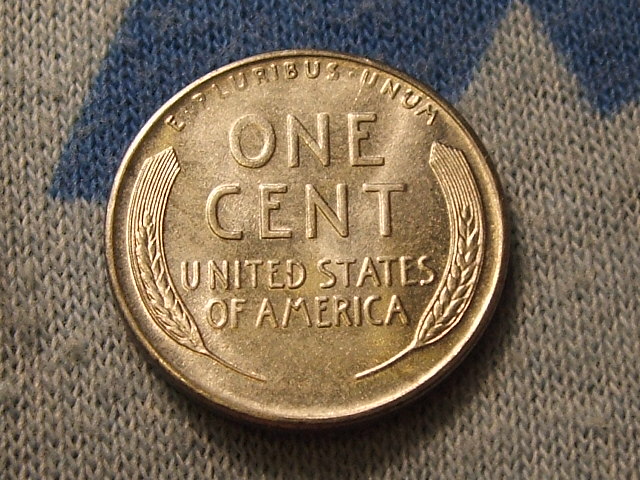 E·PLURIBUS·UNUM
ONE
CENT
UNITED STATES
OF AMERICA